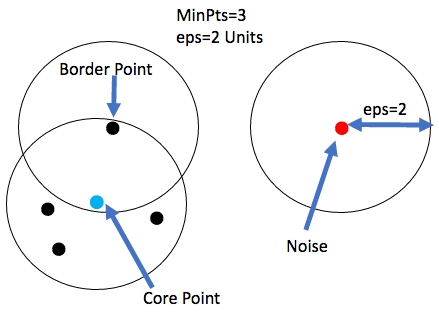 MinPts=3
eps=2 Units
Border Point
eps=2
Noise
Core Point